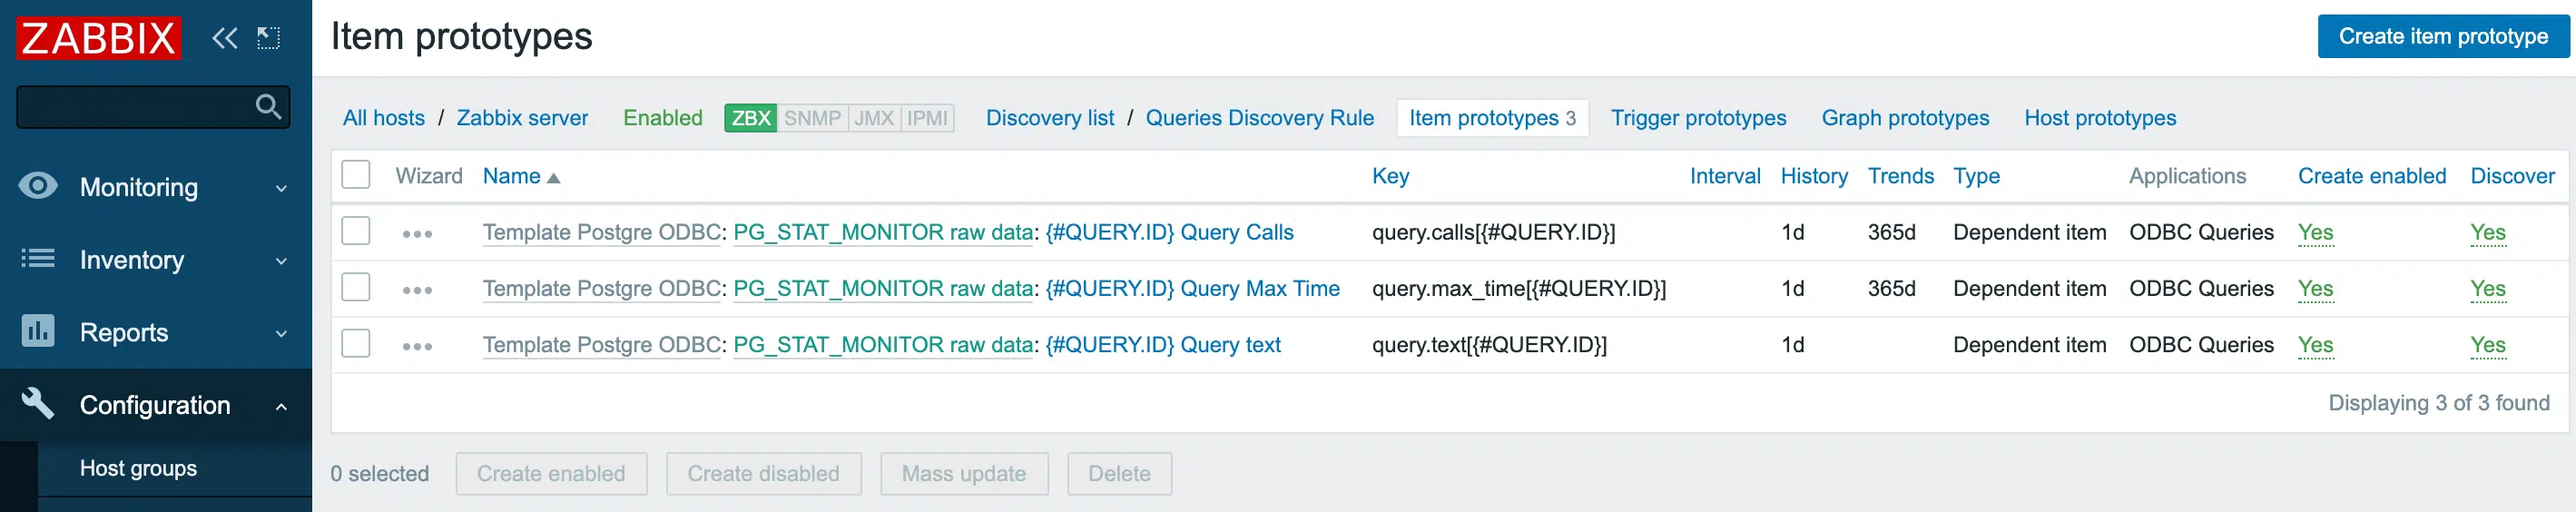 ZABBIX
Monitoring
Inventory
Reports
Configuration
Host groups
Item prototypes
Create item prototype
All hosts / Zabbix server Enabled ZBX SNMP JMX IPMI Discovery list / Queries Discovery Rule Item prototypes 3 Trigger prototypes Graph prototypes Host prototypes
Wizard Name Key Interval History Trends Type Applications Create enabled Discover
Template Postgre ODBC: PG_STAT_MONITOR raw data: {#QUERY.ID} Query Calls query.calls[{#QUERY.ID}] 1d 365d Dependent item ODBC Queries Yes Yes
Template Postgre ODBC: PG_STAT_MONITOR raw data: {#QUERY.ID} Query Max Time query.max_time[{#QUERY.ID}] 1d 365d Dependent item ODBC Queries Yes Yes
Template Postgre ODBC: PG_STAT_MONITOR raw data: {#QUERY.ID} Query text query.text[{#QUERY.ID}] 1d Dependent item ODBC Queries Yes Yes
Displaying 3 of 3 found
0 selected Create enabled Create disabled Mass update Delete